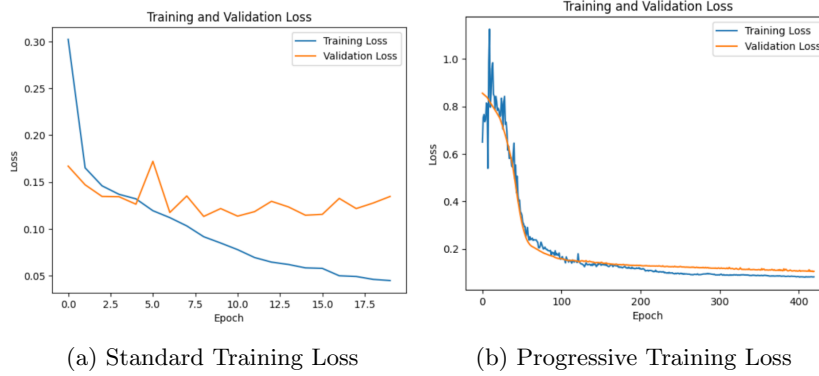 Training and Validation Loss
Training Loss
Validation Loss
0.30
0.25
0.20
0.15
0.10
0.05
Loss
0.0
2.5
5.0
7.5
10.0
12.5
15.0
17.5
Epoch
(a) Standard Training Loss
Training and Validation Loss
Training Loss
Validation Loss
1.0
0.8
0.6
0.4
0.2
Loss
0
100
200
300
400
Epoch
(b) Progressive Training Loss